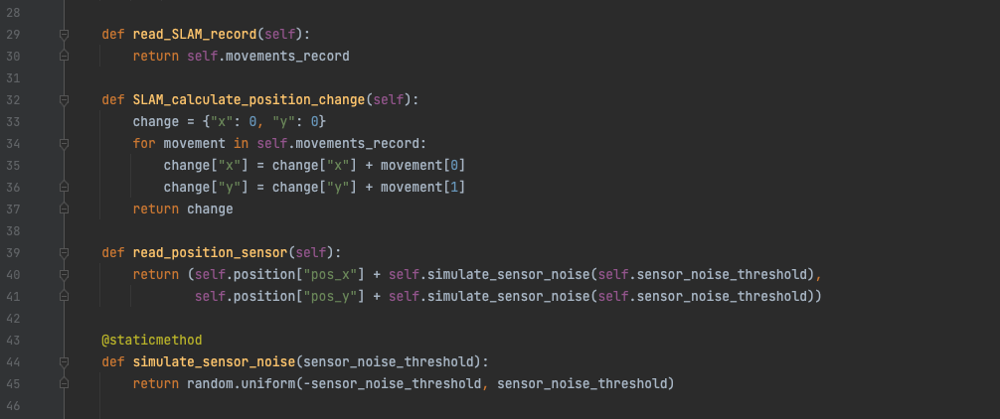 28
29 def read_SLAM_record(self):
30 return self.movements_record
31
32 def SLAM_calculate_position_change(self):
33 change = {"x": 0, "y": 0}
34 for movement in self.movements_record:
35 change["x"] = change["x"] + movement[0]
36 change["y"] = change["y"] + movement[1]
37 return change
38
39 def read_position_sensor(self):
40 return (self.position["pos_x"] + self.simulate_sensor_noise(self.sensor_noise_threshold),
41 self.position["pos_y"] + self.simulate_sensor_noise(self.sensor_noise_threshold))
42
43 @staticmethod
44 def simulate_sensor_noise(sensor_noise_threshold):
45 return random.uniform(-sensor_noise_threshold, sensor_noise_threshold)
46